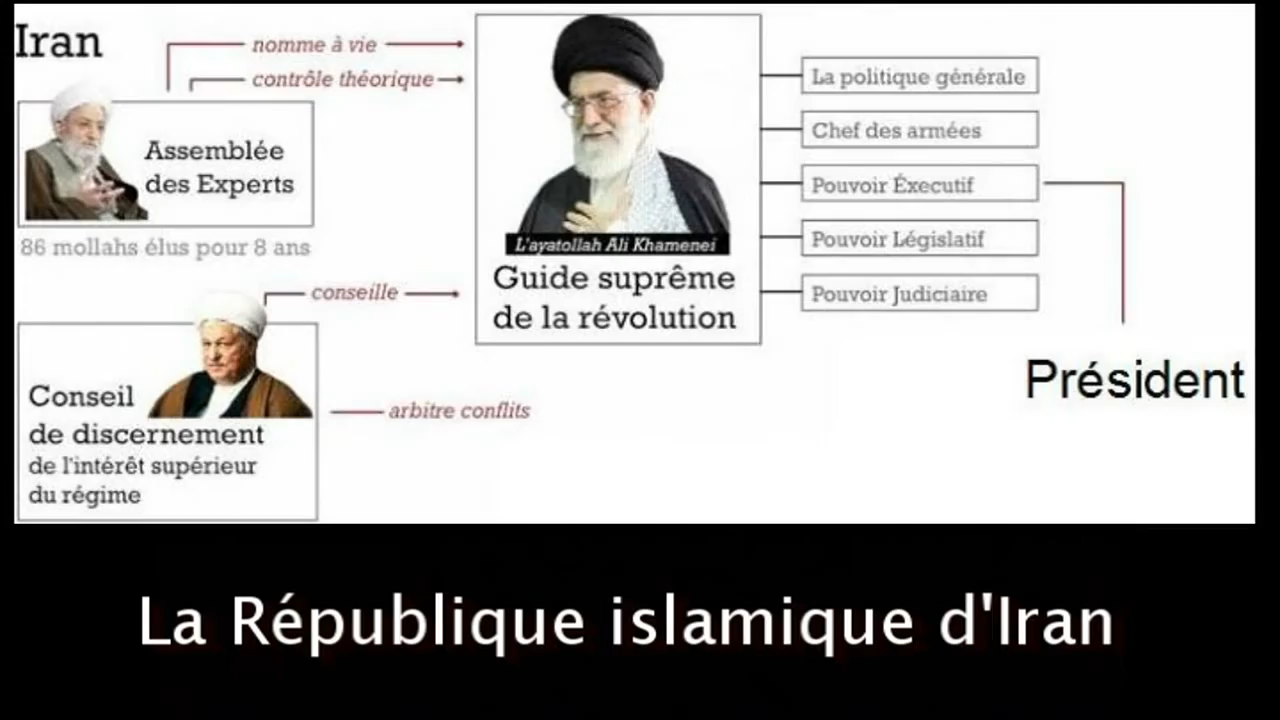 Iran
nomme à vie
contrôle théorique
Assemblée
des Experts
86 mollahs élus pour 8 ans
conseille
Conseil
de discernement
de l'intérêt supérieur
du régime
arbitre conflits
L'ayatollah Ali Khamenei
Guide suprême
de la révolution
La politique générale
Chef des armées
Pouvoir Éxecutif
Pouvoir Législatif
Pouvoir Judiciaire
Président
La République islamique d'Iran